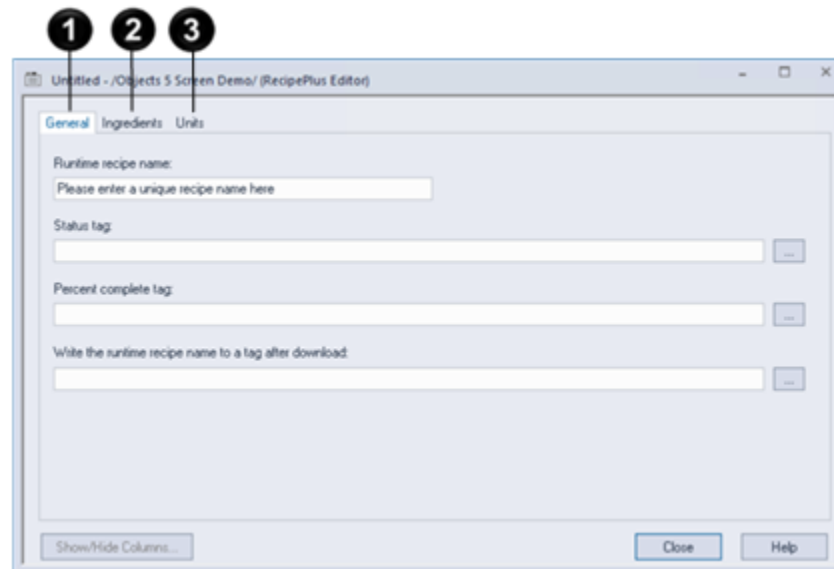 1 2 3
Untitled - /Objects 5 Screen Demo/ (RecipePlus Editor)
General Ingredients Units
Runtime recipe name:
Please enter a unique recipe name here
Status tag:
...
Percent complete tag:
...
Write the runtime recipe name to a tag after download:
...
Show/Hide Columns... Close Help